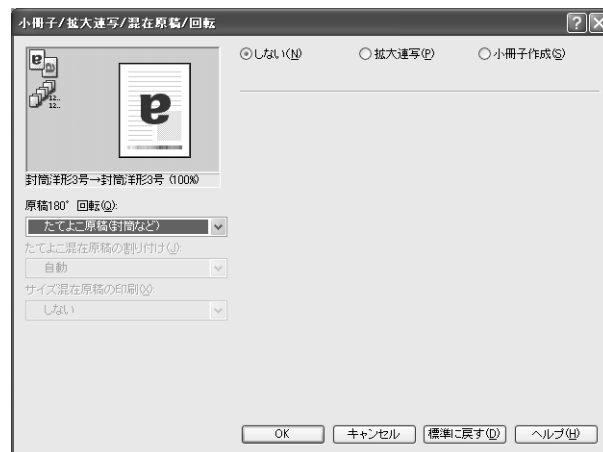 小冊子/拡大連写/混在原稿/回転
しない(N)
拡大連写(P)
小冊子作成(S)
a
a
12..
12..
a
封筒洋形3号→封筒洋形3号 (100%)
原稿180° 回転(Q):
たてよこ原稿(封筒など)
たてよこ混在原稿の割り付け(J):
自動
サイズ混在原稿の印刷(X):
しない
OK
キャンセル
標準に戻す(D)
ヘルプ(H)